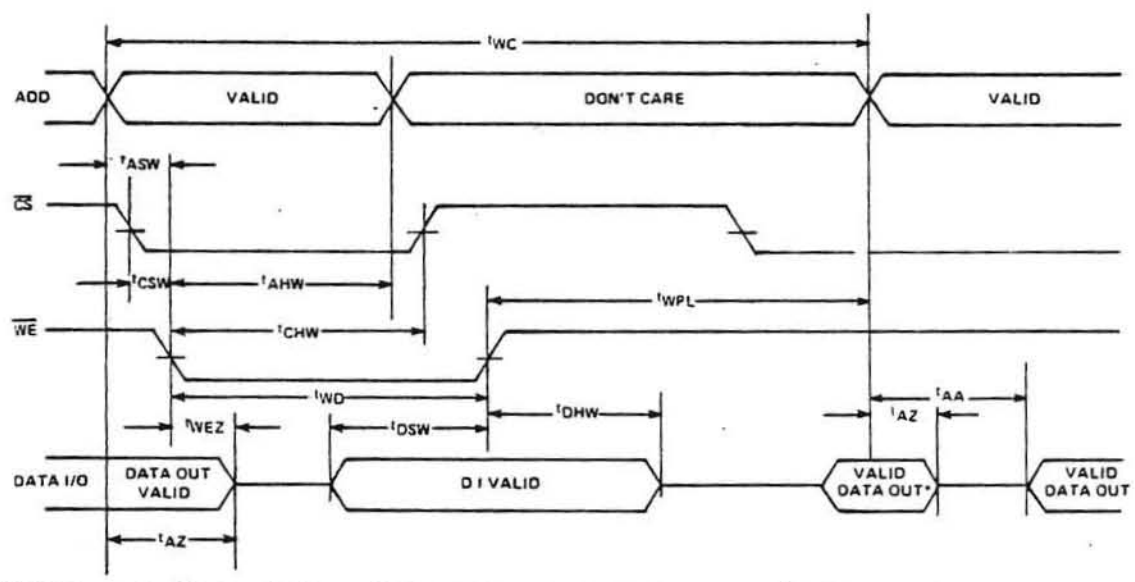 tWC
ADD VALID DON'T CARE VALID
tASW
CS
tCSW tAHW
tWPL
WE
tCHW
tWD
tDHW
tAA
tAZ
tWEZ
tDSW
DATA I/O
DATA OUT
VALID
D I VALID
VALID
DATA OUT*
VALID
DATA OUT
tAZ